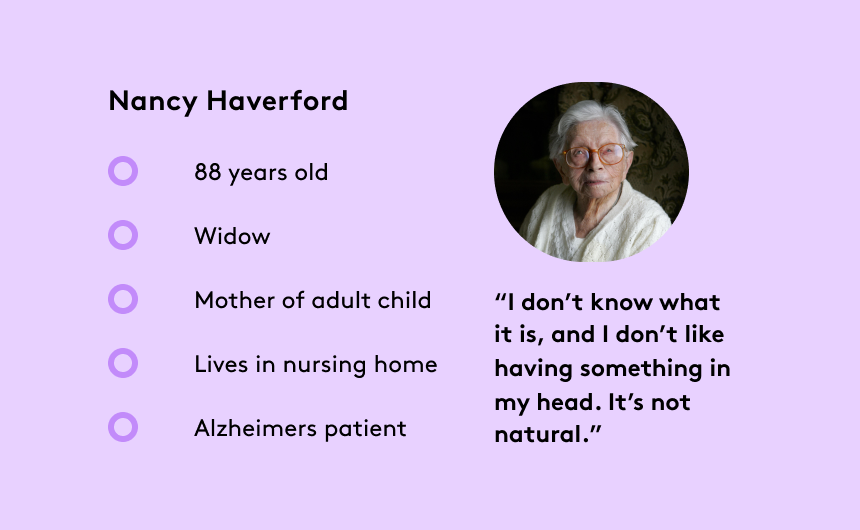 Nancy Haverford
88 years old
Widow
Mother of adult child
Lives in nursing home
Alzheimers patient
“I don’t know what
it is, and I don’t like
having something in
my head. It’s not
natural.”